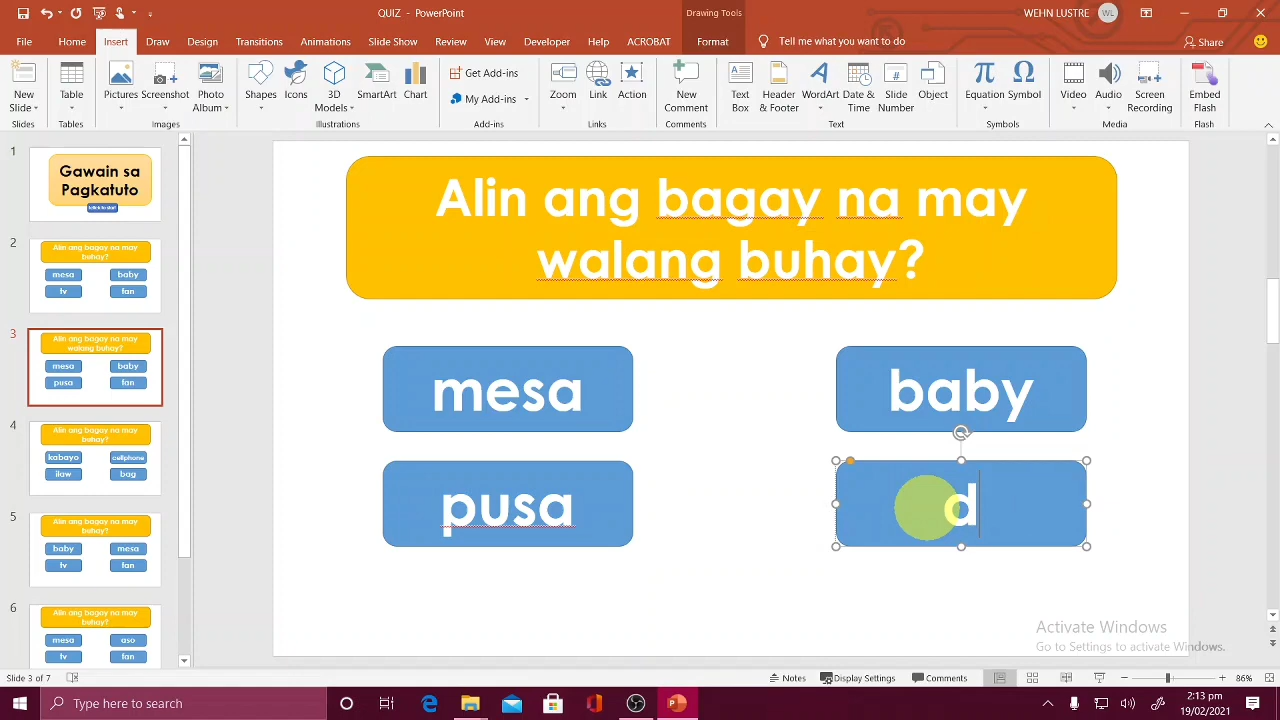 QUIZ - PowerPoint
Drawing Tools
WEHN LUSTRE
WL
File
Home
Insert
Draw
Design
Transitions
Animations
Slide Show
Review
View
Developer
Help
ACROBAT
Format
Tell me what you want to do
Share
New Slide
Table
Pictures
Screenshot
Photo Album
Shapes
Icons
3D Models
SmartArt
Chart
Get Add-ins
My Add-ins
Zoom
Link
Action
New Comment
Text Box
Header & Footer
WordArt
Date & Time
Slide Number
Object
Equation
Symbol
Video
Audio
Screen Recording
Embed Flash
Slides
Tables
Images
Illustrations
Add-ins
Links
Comments
Text
Symbols
Media
Flash
1
Gawain sa
Pagkatuto
2
Alin ang bagay na may
buhay?
mesa
baby
tv
fan
3
Alin ang bagay na may
walang buhay?
mesa
baby
pusa
fan
4
Alin ang bagay na may
buhay?
kabayo
cellphone
ilaw
bag
5
Alin ang bagay na may
buhay?
baby
mesa
tv
fan
6
Alin ang bagay na may
buhay?
mesa
aso
tv
fan
Alin ang bagay na may
walang buhay?
mesa
baby
pusa
d
Activate Windows
Go to Settings to activate Windows.
Slide 3 of 7
Notes
Display Settings
Comments
86%
Type here to search
2:13 pm
19/02/2021